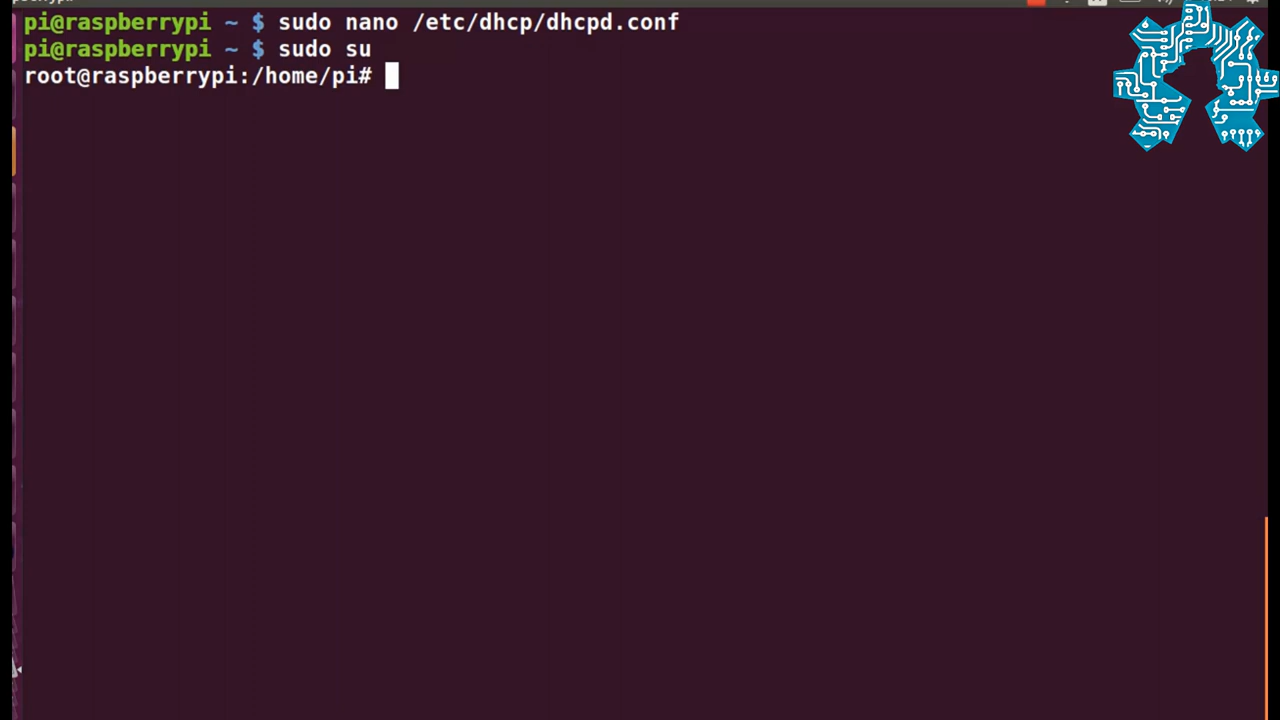 pi@raspberrypi ~ $ sudo nano /etc/dhcp/dhcpd.conf
pi@raspberrypi ~ $ sudo su
root@raspberrypi:/home/pi#